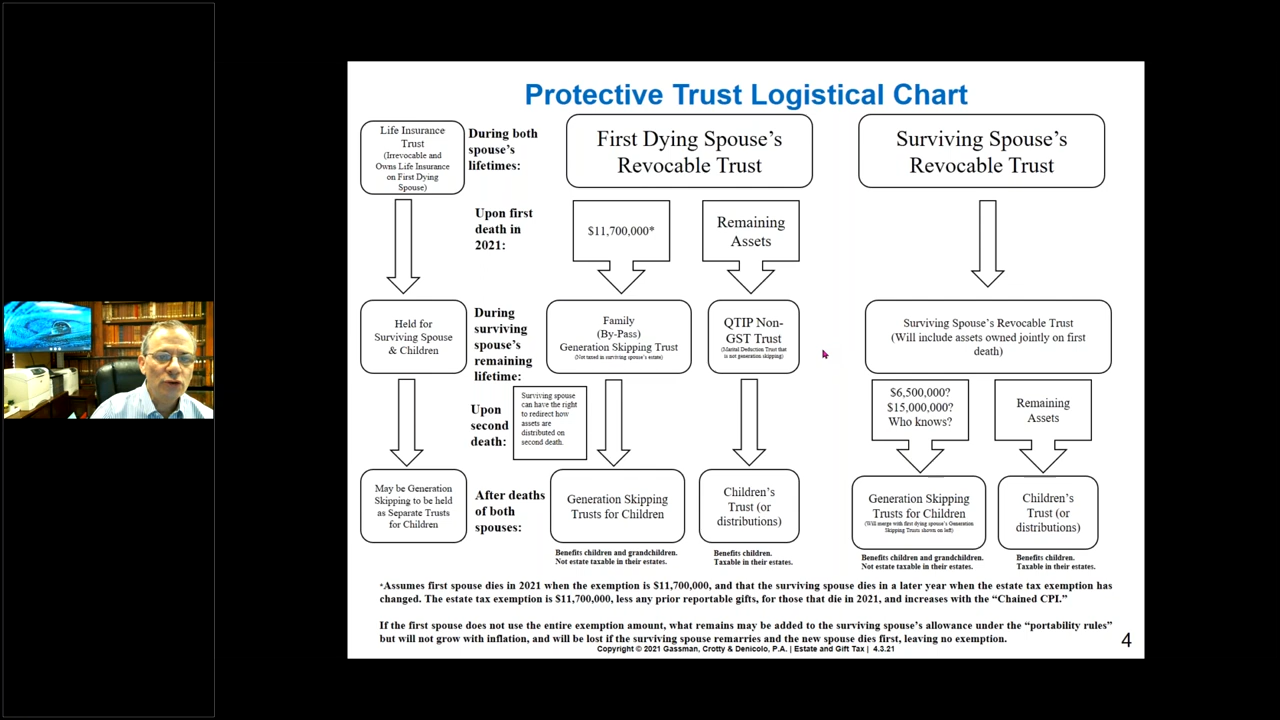 Protective Trust Logistical Chart
Life Insurance
Trust
(Irrevocable and
Owns Life Insurance
on First Dying
Spouse)
During both
spouse's
lifetimes:
First Dying Spouse's
Revocable Trust
Surviving Spouse's
Revocable Trust
Upon first
death in
2021:
$11,700,000*
Remaining
Assets
Held for
Surviving Spouse
& Children
During
surviving
spouse's
remaining
lifetime:
Family
(By-Pass)
Generation Skipping Trust
(Not taxed in surviving spouse's estate)
QTIP Non-
GST Trust
(Marital Deduction Trust that
is not generation skipping)
Surviving Spouse's Revocable Trust
(Will include assets owned jointly on first
death)
Upon
second
death:
Surviving spouse
can have the right
to redirect how
assets are
distributed on
second death.
$6,500,000?
$15,000,000?
Who knows?
Remaining
Assets
May be Generation
Skipping to be held
as Separate Trusts
for Children
After deaths
of both
spouses:
Generation Skipping
Trusts for Children
Children's
Trust (or
distributions)
Generation Skipping
Trusts for Children
(Will merge with first dying spouse's Generation
Skipping Trusts shown on left)
Children's
Trust (or
distributions)
Benefits children and grandchildren.
Not estate taxable in their estates.
Benefits children.
Taxable in their estates.
Benefits children and grandchildren.
Not estate taxable in their estates.
Benefits children.
Taxable in their estates.
*Assumes first spouse dies in 2021 when the exemption is $11,700,000, and that the surviving spouse dies in a later year when the estate tax exemption has
changed. The estate tax exemption is $11,700,000, less any prior reportable gifts, for those that die in 2021, and increases with the "Chained CPI."
If the first spouse does not use the entire exemption amount, what remains may be added to the surviving spouse's allowance under the "portability rules"
but will not grow with inflation, and will be lost if the surviving spouse remarries and the new spouse dies first, leaving no exemption.
Copyright © 2021 Gassman, Crotty & Denicolo, P.A. | Estate and Gift Tax | 4.3.21
4